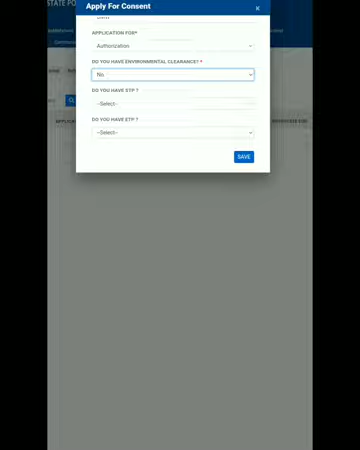 STATE PO
Apply For Consent
×
APPLICATION FOR*
Authorization
DO YOU HAVE ENVIRONMENTAL CLEARANCE? *
No
DO YOU HAVE STP ?
--Select--
DO YOU HAVE ETP ?
--Select--
SAVE